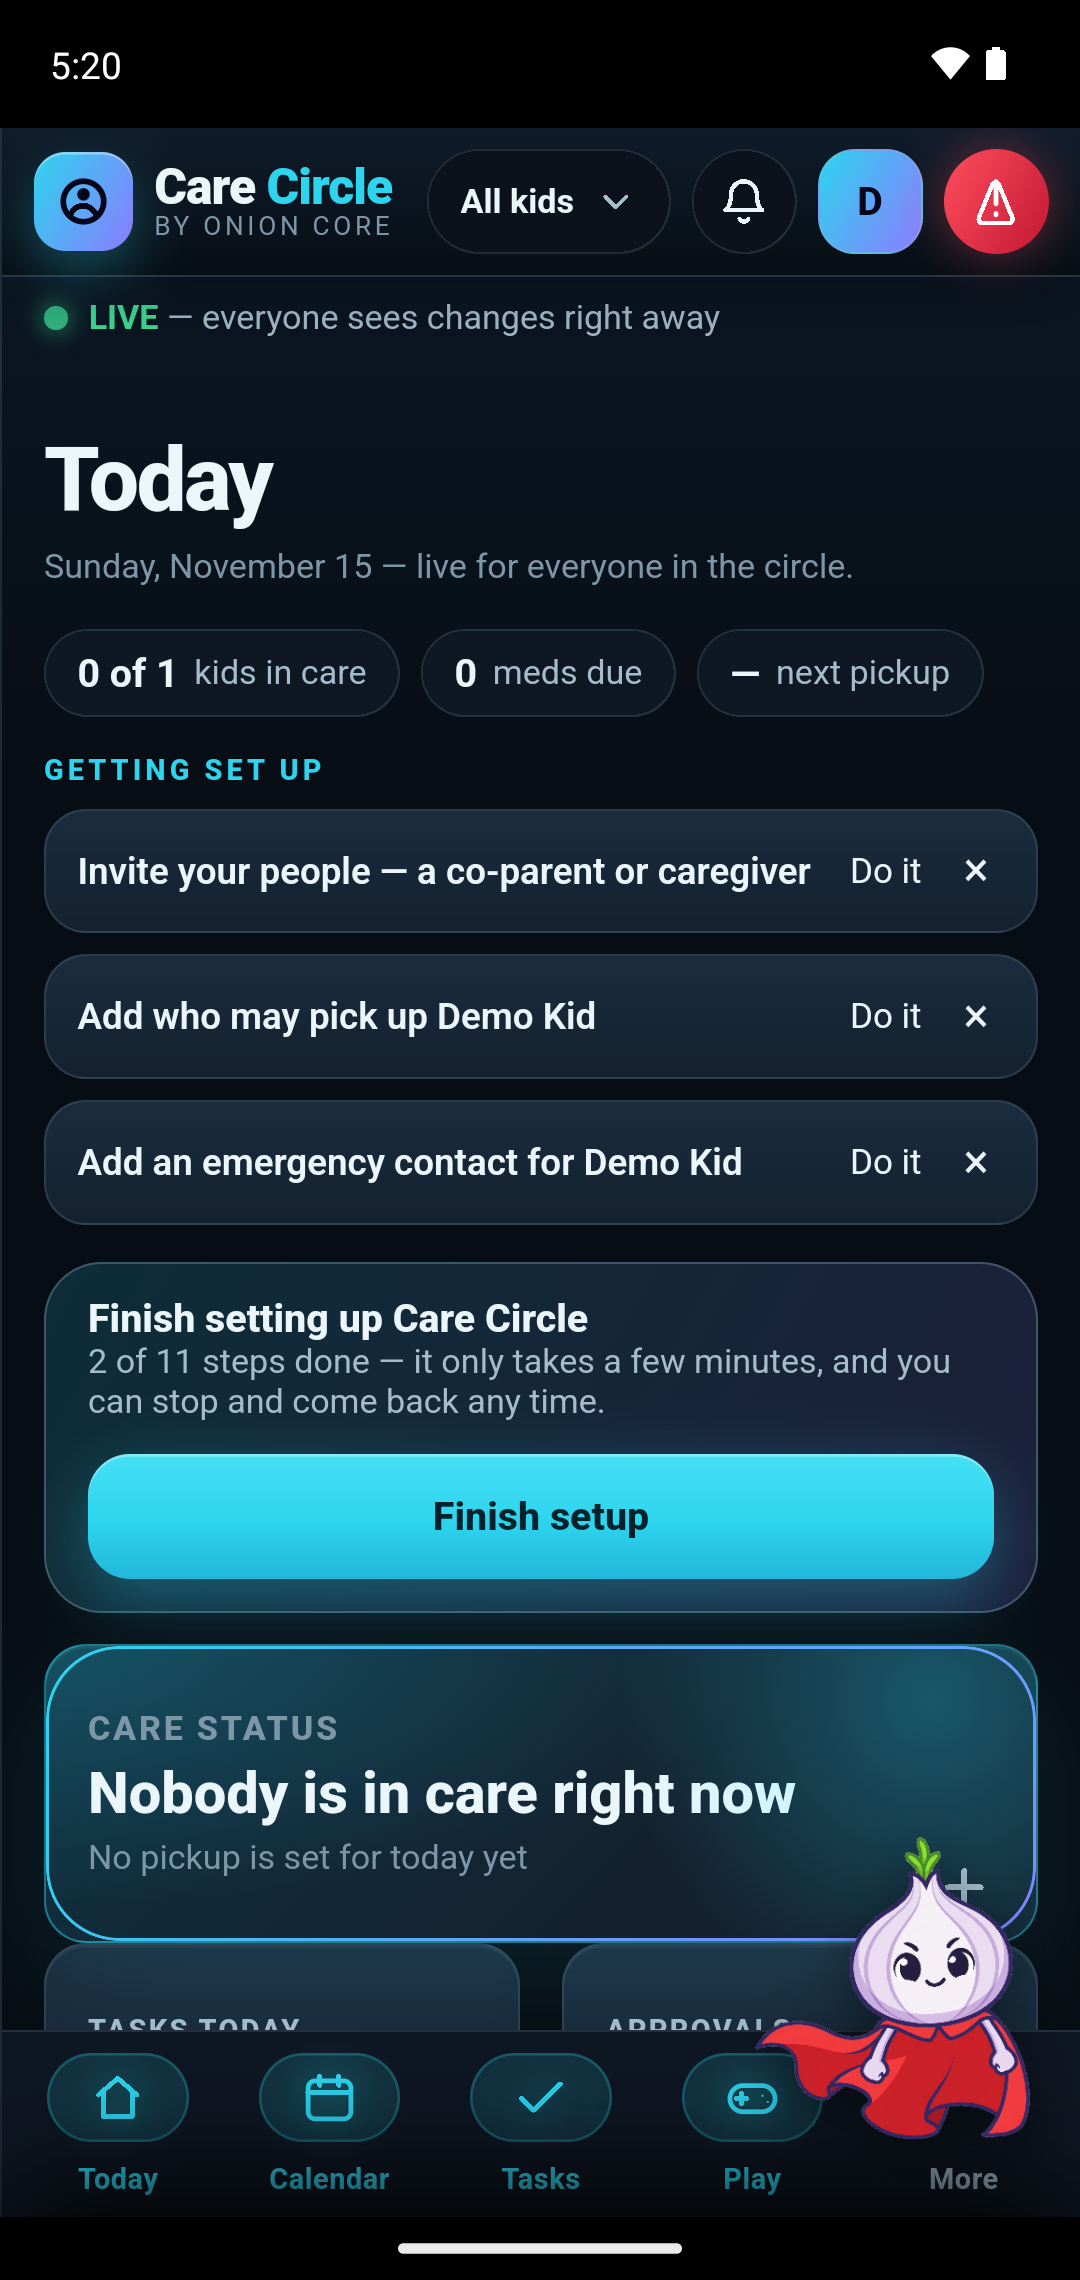 5:20
Care Circle
BY ONION CORE
All kids
D
LIVE — everyone sees changes right away
Today
Sunday, November 15 — live for everyone in the circle.
0 of 1 kids in care
0 meds due
— next pickup
GETTING SET UP
Invite your people — a co-parent or caregiver Do it ×
Add who may pick up Demo Kid Do it ×
Add an emergency contact for Demo Kid Do it ×
Finish setting up Care Circle
2 of 11 steps done — it only takes a few minutes, and you
can stop and come back any time.
Finish setup
CARE STATUS
Nobody is in care right now
No pickup is set for today yet
TASKS TODAY
APPROVALS
Today
Calendar
Tasks
Play
More